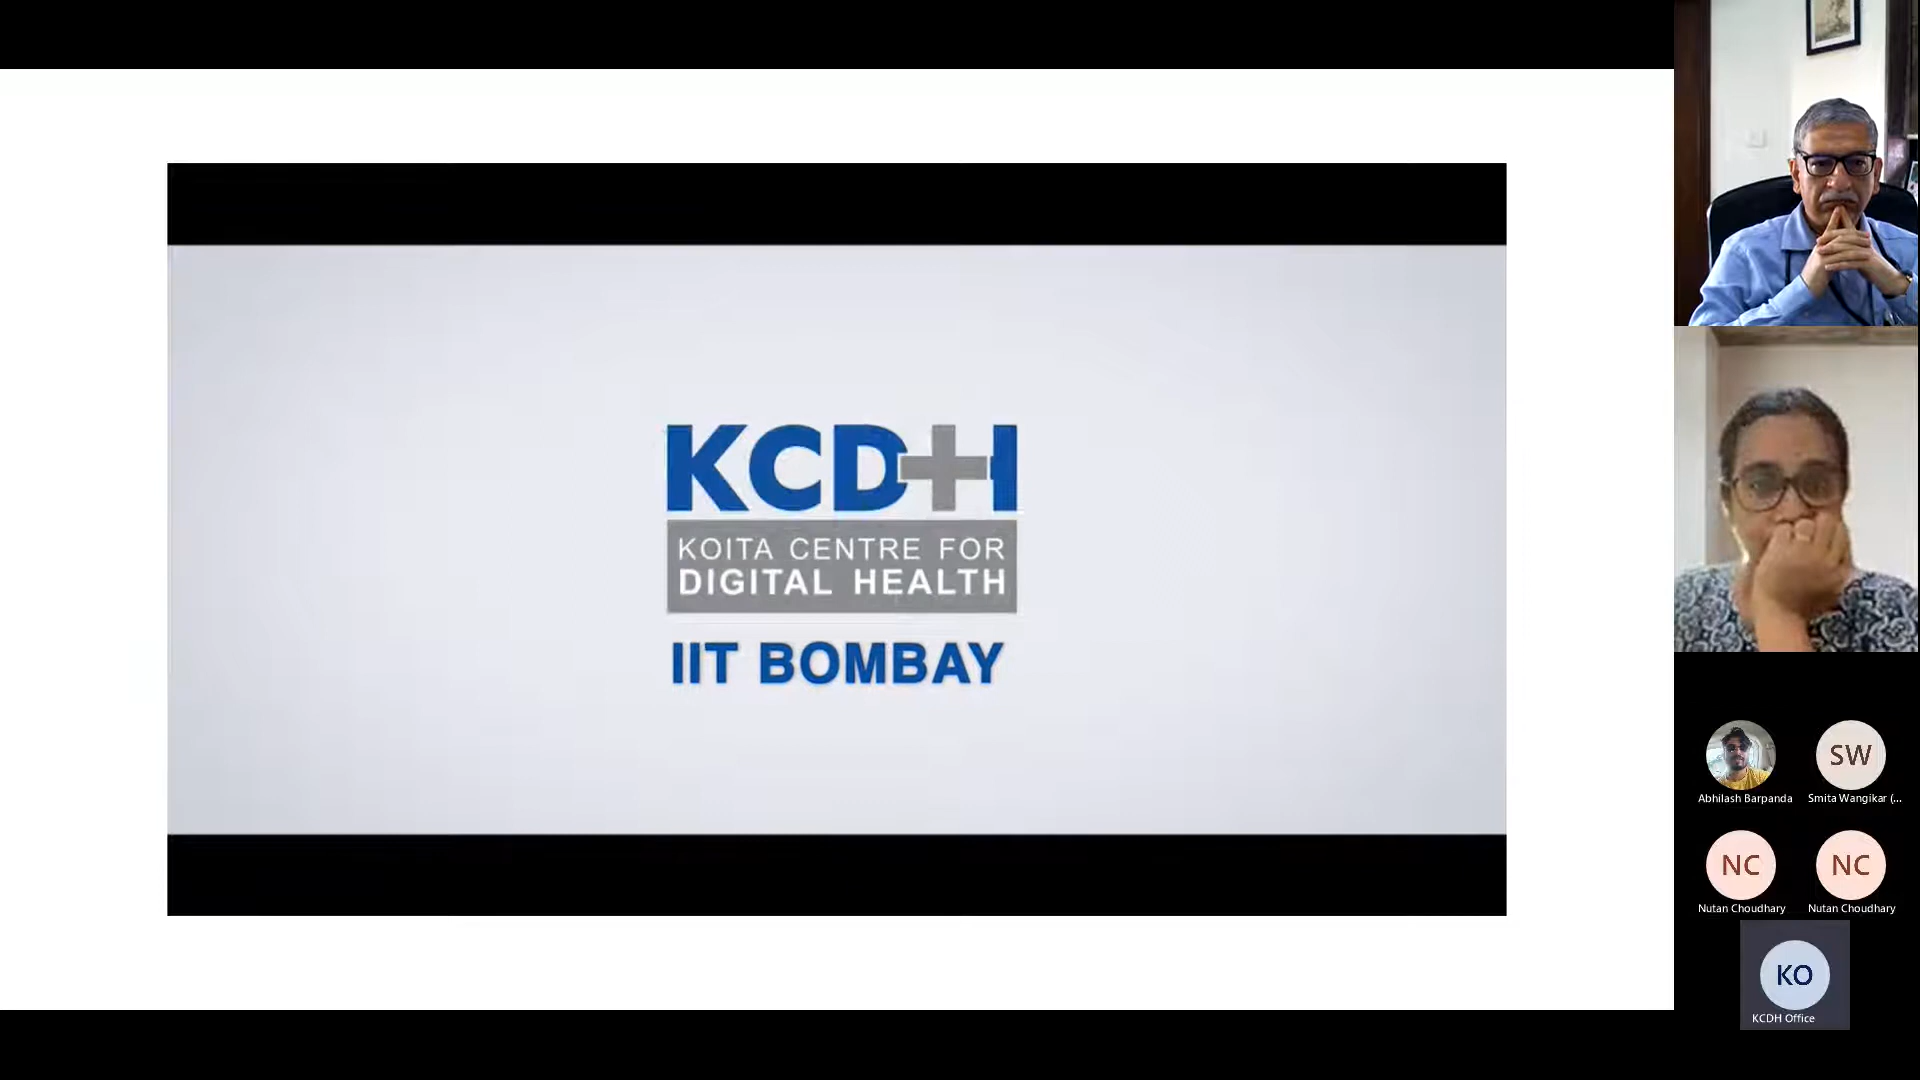 KCDH
KOITA CENTRE FOR
DIGITAL HEALTH
IIT BOMBAY
Abhilash Barpanda
SW
Smita Wangikar (...
NC
Nutan Choudhary
NC
Nutan Choudhary
KO
KCDH Office